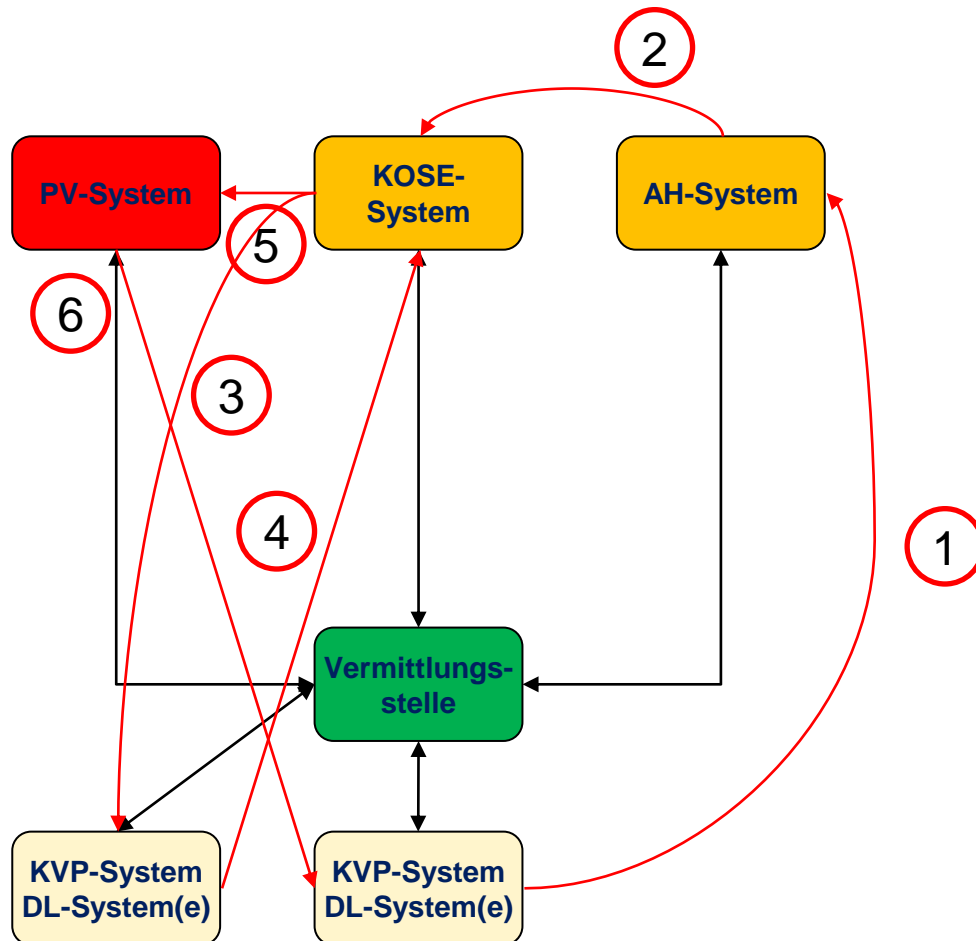 2
PV-System
KOSE-
System
AH-System
5
6
3
4
1
Vermittlungs-
stelle
KVP-System
DL-System(e)
KVP-System
DL-System(e)